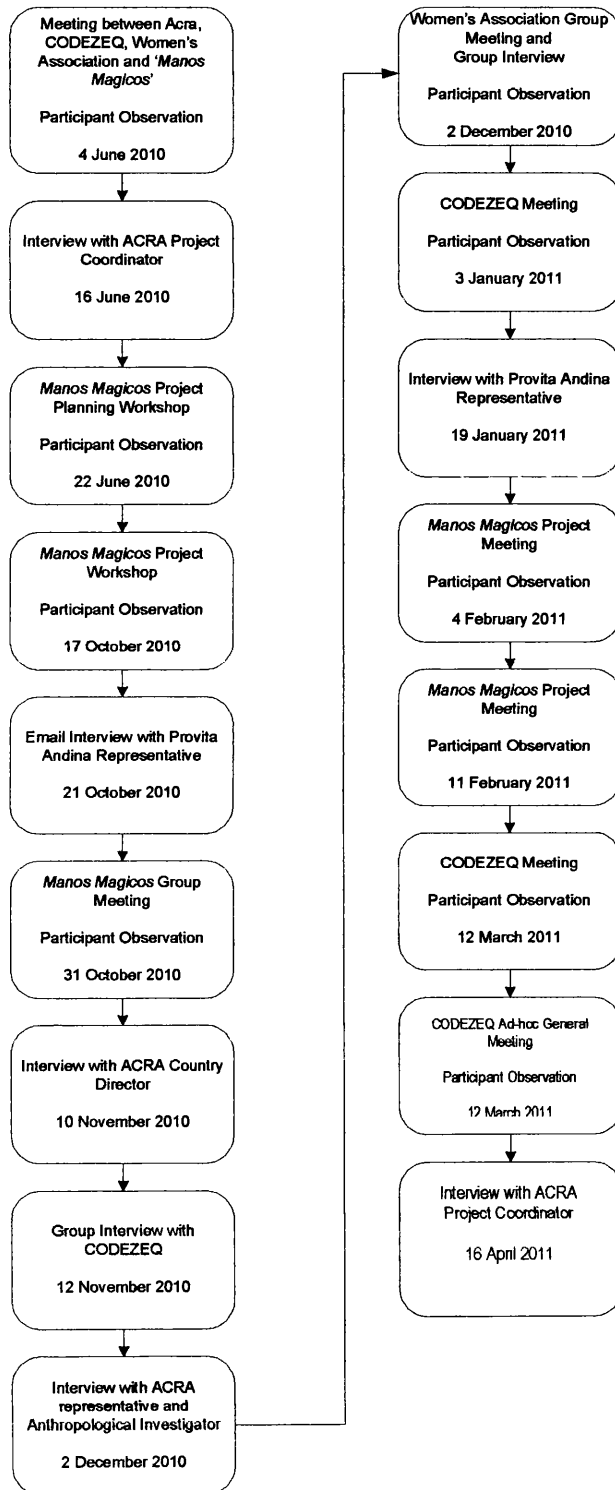 Meeting between Acra,
CODEZEQ, Women's
Association and 'Manos
Magicos'
Participant Observation
4 June 2010
Interview with ACRA Project
Coordinator
16 June 2010
Manos Magicos Project
Planning Workshop
Participant Observation
22 June 2010
Manos Magicos Project
Workshop
Participant Observation
17 October 2010
Email Interview with Provita
Andina Representative
21 October 2010
Manos Magicos Group
Meeting
Participant Observation
31 October 2010
Interview with ACRA Country
Director
10 November 2010
Group Interview with
CODEZEQ
12 November 2010
Interview with ACRA
representative and
Anthropological Investigator
2 December 2010
Women's Association Group
Meeting and
Group Interview
Participant Observation
2 December 2010
CODEZEQ Meeting
Participant Observation
3 January 2011
Interview with Provita Andina
Representative
19 January 2011
Manos Magicos Project
Meeting
Participant Observation
4 February 2011
Manos Magicos Project
Meeting
Participant Observation
11 February 2011
CODEZEQ Meeting
Participant Observation
12 March 2011
CODEZEQ Ad-hoc General
Meeting
Participant Observation
12 March 2011
Interview with ACRA
Project Coordinator
16 April 2011